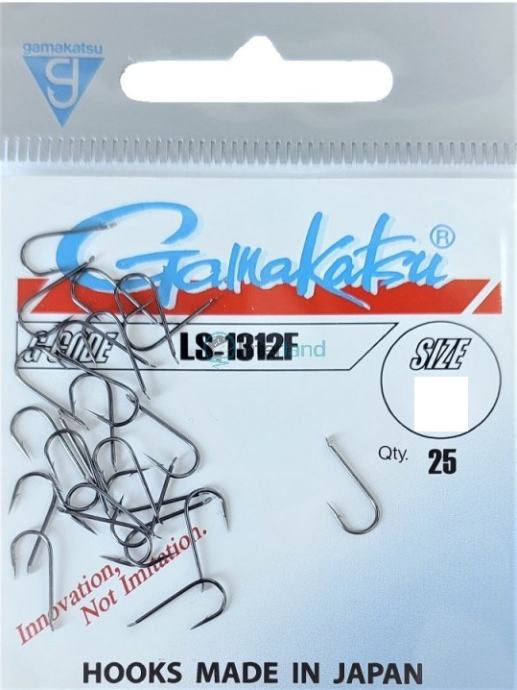 gamakatsu
g
Gamakatsu®
G-CODE LS-1312F SIZE
Qty. 25
Innovation,
Not Imitation.
HOOKS MADE IN JAPAN